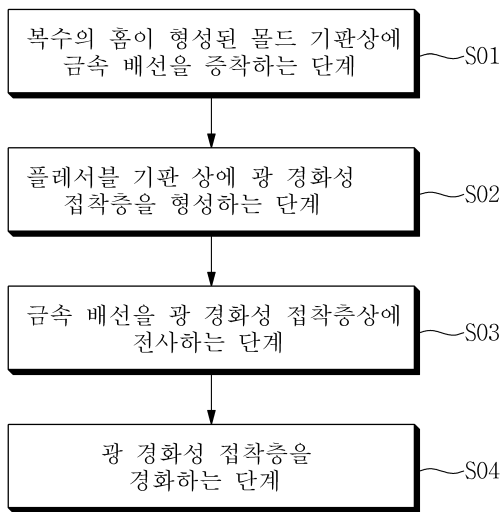 복수의 홈이 형성된 몰드 기판상에
금속 배선을 증착하는 단계
S01
플레서블 기판 상에 광 경화성
접착층을 형성하는 단계
S02
금속 배선을 광 경화성 접착층상에
전사하는 단계
S03
광 경화성 접착층을
경화하는 단계
S04